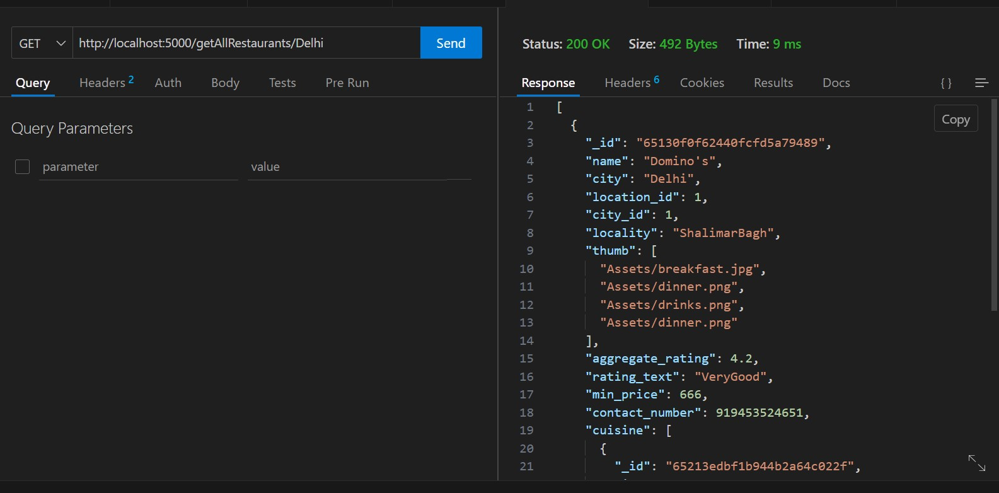 GET http://localhost:5000/getAllRestaurants/Delhi Send
Query Headers 2 Auth Body Tests Pre Run
Query Parameters
parameter value
Status: 200 OK Size: 492 Bytes Time: 9 ms
Response Headers 6 Cookies Results Docs { }
Copy
1 [
2 {
3 "_id": "65130f0f62440fcfd5a79489",
4 "name": "Domino's",
5 "city": "Delhi",
6 "location_id": 1,
7 "city_id": 1,
8 "locality": "ShalimarBagh",
9 "thumb": [
10 "Assets/breakfast.jpg",
11 "Assets/dinner.png",
12 "Assets/drinks.png",
13 "Assets/dinner.png"
14 ],
15 "aggregate_rating": 4.2,
16 "rating_text": "VeryGood",
17 "min_price": 666,
18 "contact_number": 919453524651,
19 "cuisine": [
20 {
21 "_id": "65213edbf1b944b2a64c022f",